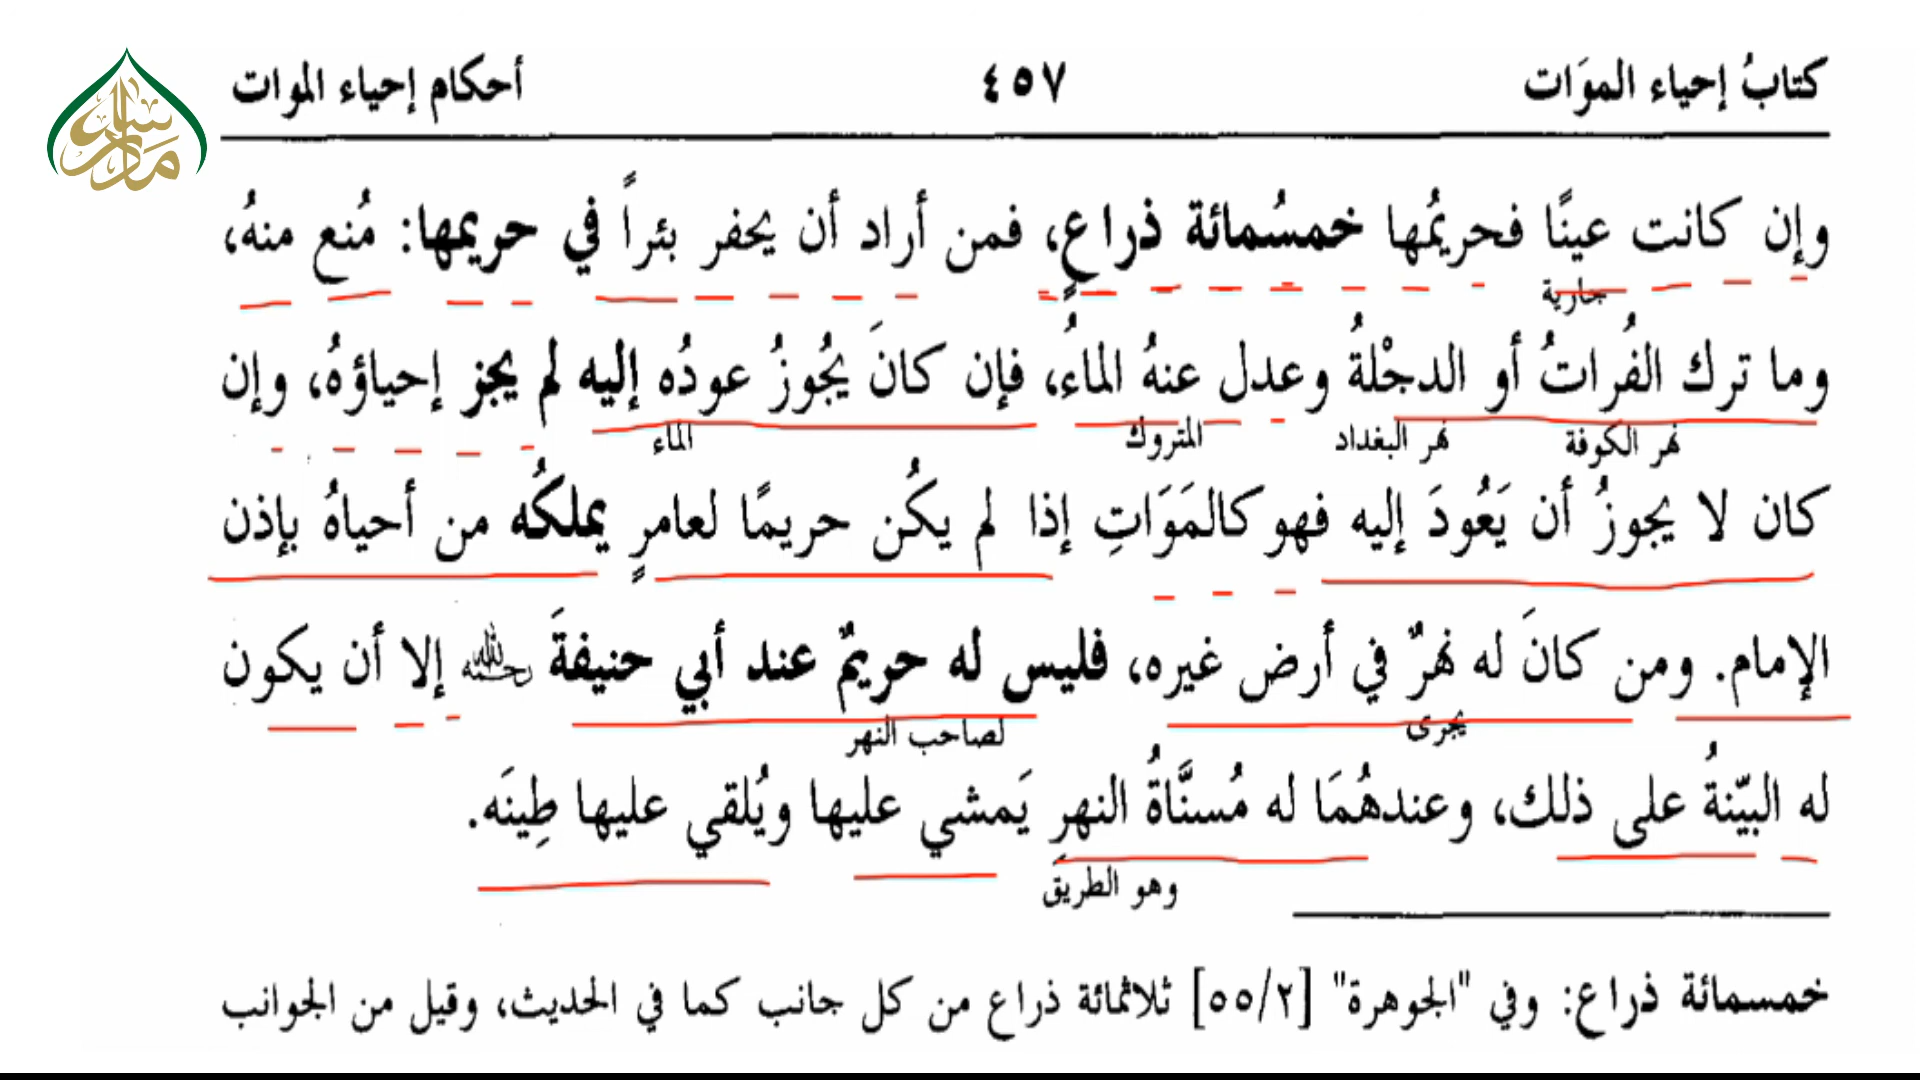 كتابُ إحياء الموَات ٤٥٧ أحكام إحياء الموات
وإن كانت عينًا فحريمُها خمسُمائة ذراعٍ، فمن أراد أن يحفر بئراً في حريمها: مُنع منهُ،
جارية
وما ترك الفُراتُ أو الدجْلةُ وعدل عنهُ الماءُ، فإن كانَ يجُوزُ عودُه إليه لم يجز إحياؤهُ، وإن
نهر الكوفة نهر البغداد المتروك الماء
كان لا يجوزُ أن يَعُودَ إليه فهو كالمَوَاتِ إذا لم يكُن حريمًا لعامرٍ يملكُه من أحياهُ بإذن
الإمام. ومن كانَ له نهرٌ في أرض غيره، فليس له حريمٌ عند أبي حنيفةَ رحمه الله إلا أن يكون
يجرى لصاحب النهر
له البيّنةُ على ذلك، وعندهُمَا له مُسنَّاةُ النهرِ يَمشي عليها ويُلقي عليها طِينَه.
وهو الطريق
خمسمائة ذراع: وفي "الجوهرة" [٥٥/٢] ثلاثمائة ذراع من كل جانب كما في الحديث، وقيل من الجوانب